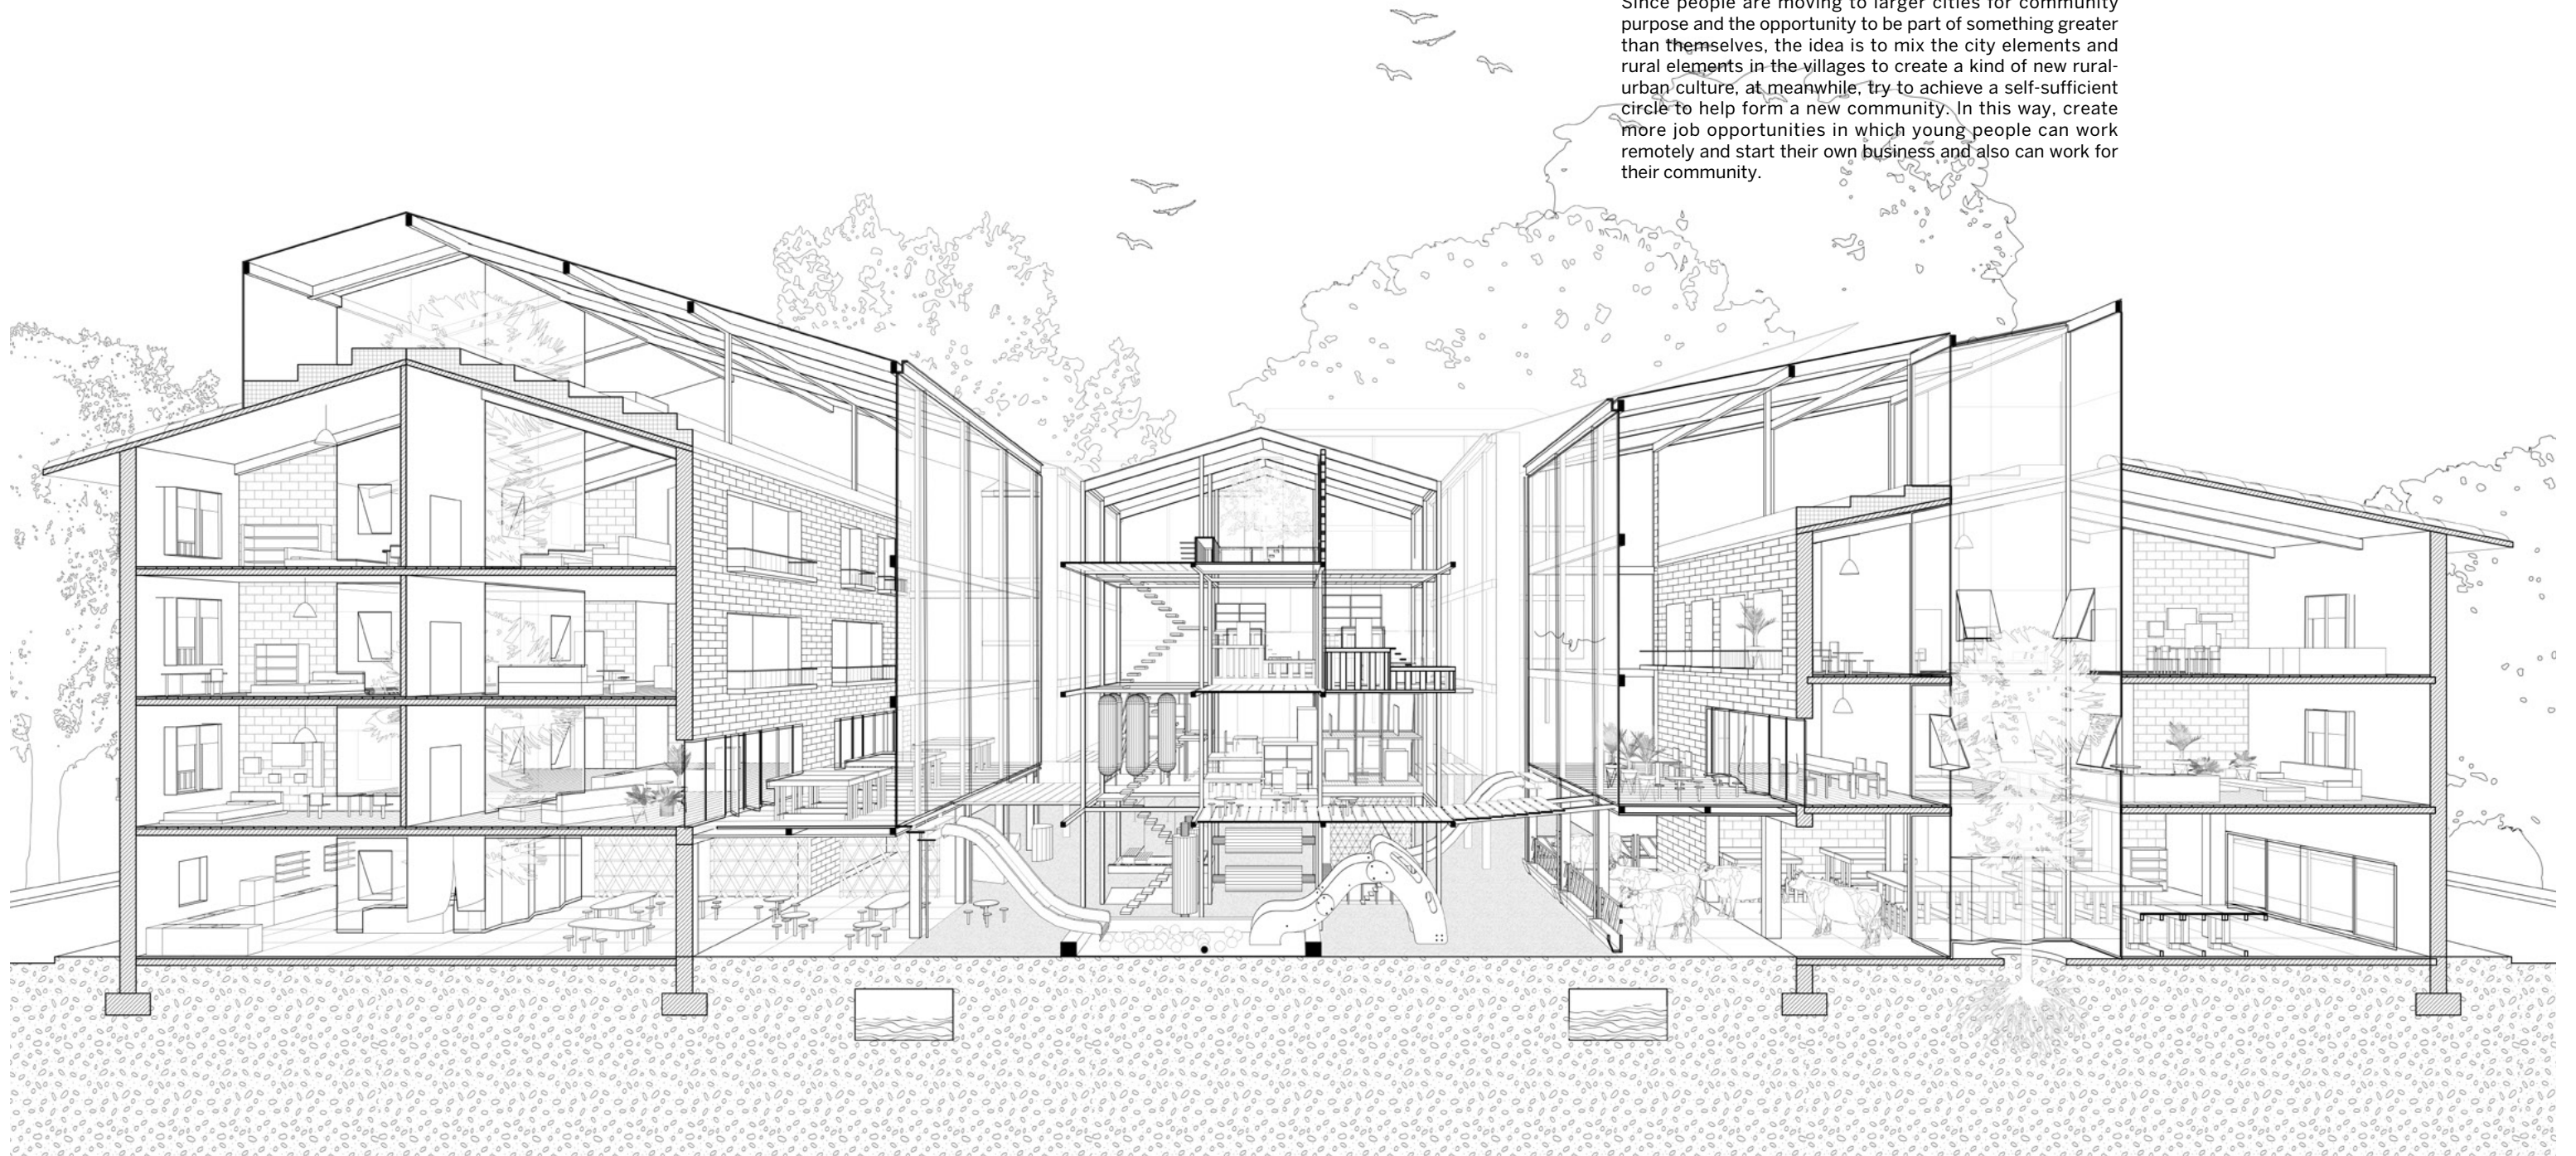 Since people are moving to larger cities for community
purpose and the opportunity to be part of something greater
than themselves, the idea is to mix the city elements and
rural elements in the villages to create a kind of new rural-
urban culture, at meanwhile, try to achieve a self-sufficient
circle to help form a new community. In this way, create
more job opportunities in which young people can work
remotely and start their own business and also can work for
their community.